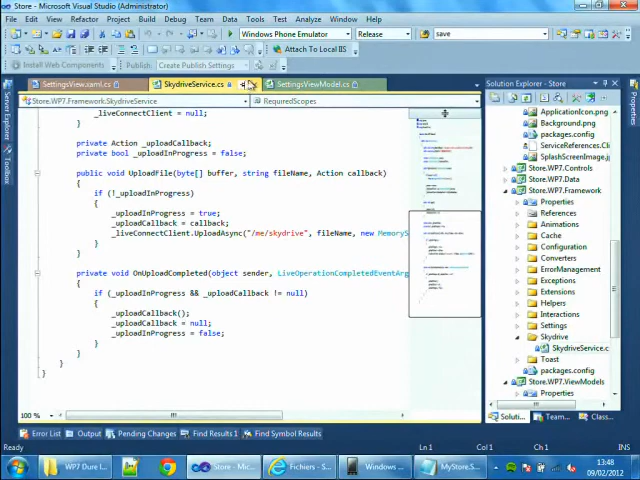 Store - Microsoft Visual Studio (Administrator)
File Edit View Refactor Project Build Debug Team Data Tools Test Analyze Window Help
Windows Phone Emulator Release save
Attach To Local IIS
Install Web Components Create Publish Settings
SettingsView.xaml.cs SkydriveService.cs SettingsViewModel.cs
Store.WP7.Framework.SkydriveService RequiredScopes
_liveConnectClient = null;
}
private Action _uploadCallback;
private bool _uploadInProgress = false;
public void UploadFile(byte[] buffer, string fileName, Action callback)
{
if (!_uploadInProgress)
{
_uploadInProgress = true;
_uploadCallback = callback;
_liveConnectClient.UploadAsync("/me/skydrive", fileName, new MemoryS
}
}
private void OnUploadCompleted(object sender, LiveOperationCompletedEventArg
{
if (_uploadInProgress && _uploadCallback != null)
{
_uploadCallback();
_uploadCallback = null;
_uploadInProgress = false;
}
}
}
}
100 %
Server Explorer
Toolbox
Solution Explorer - Store
ApplicationIcon.png
Background.png
packages.config
ServiceReferences.Cli
SplashScreenImage.j
Store.WP7.Controls
Store.WP7.Data
Store.WP7.Framework
Properties
References
Animations
Cache
Configuration
Converters
ErrorManagement
Exceptions
Extensions
Helpers
Interactions
Settings
Skydrive
SkydriveService.c
Toast
packages.config
Store.WP7.ViewModels
Properties
Soluti... Team... Class...
Error List Output Pending Changes Find Results 1 Find Symbol Results
Ready Ln 1 Col 1 Ch 1
WP7 Dure l... Store - Mic... Fichiers - ... Windows ... MyStore.S...
13:48
09/02/2012